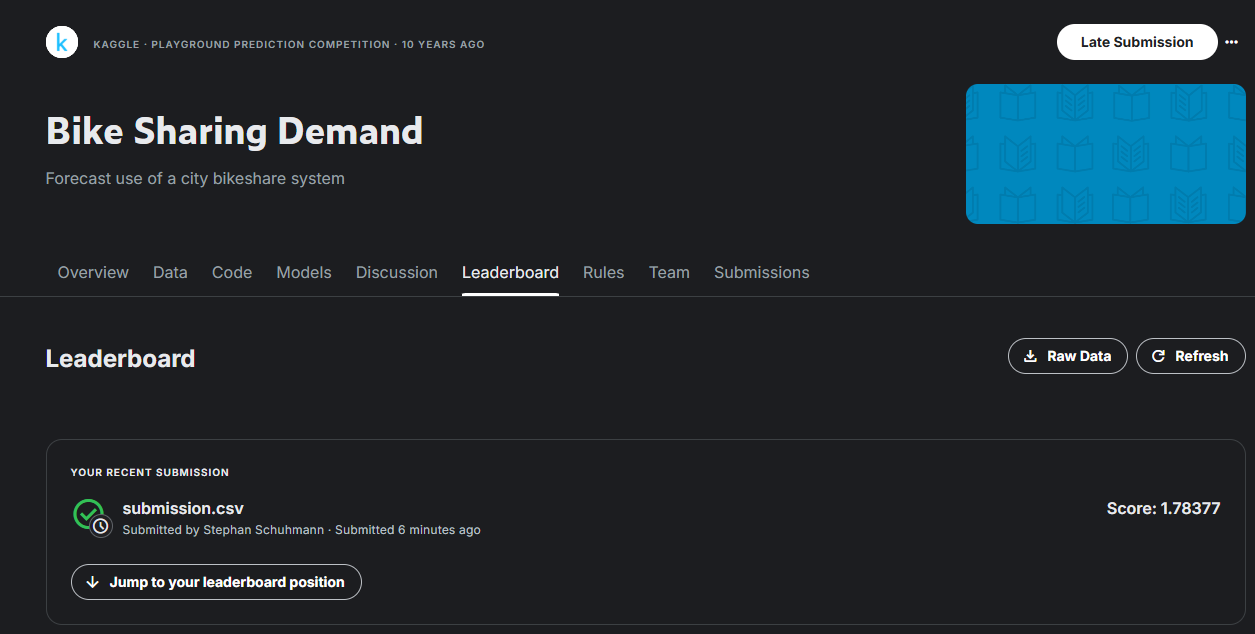 k KAGGLE · PLAYGROUND PREDICTION COMPETITION · 10 YEARS AGO
Late Submission
Bike Sharing Demand
Forecast use of a city bikeshare system
Overview Data Code Models Discussion Leaderboard Rules Team Submissions
Leaderboard
Raw Data Refresh
YOUR RECENT SUBMISSION
submission.csv
Score: 1.78377
Submitted by Stephan Schuhmann · Submitted 6 minutes ago
Jump to your leaderboard position